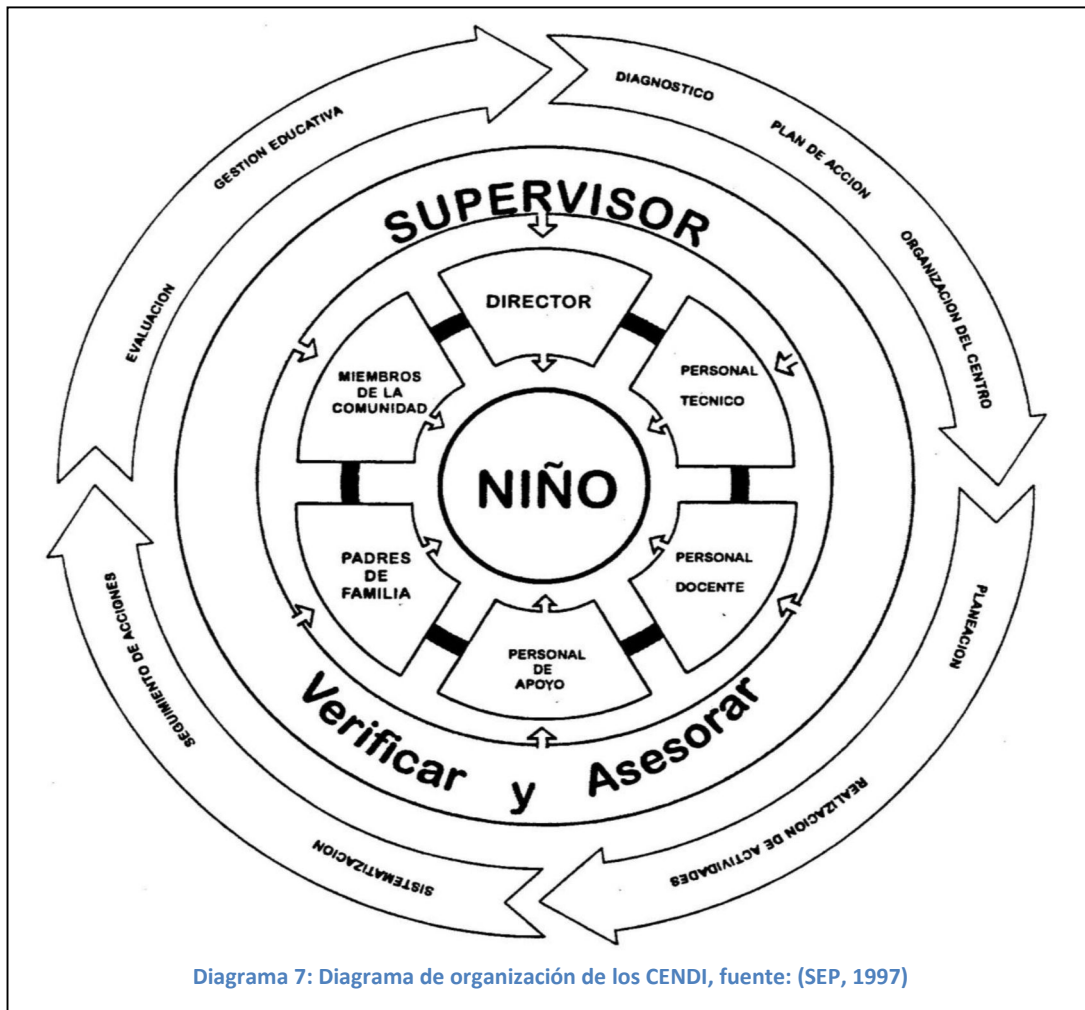 GESTION EDUCATIVA
DIAGNOSTICO
PLAN DE ACCION
ORGANIZACION DEL CENTRO
PLANEACION
REALIZACION DE ACTIVIDADES
SISTEMATIZACION
SEGUIMIENTO DE ACCIONES
EVALUACION
SUPERVISOR
DIRECTOR
PERSONAL
TECNICO
PERSONAL
DOCENTE
PERSONAL
DE
APOYO
PADRES
DE
FAMILIA
MIEMBROS
DE LA
COMUNIDAD
NIÑO
Verificar y Asesorar
Diagrama 7: Diagrama de organización de los CENDI, fuente: (SEP, 1997)